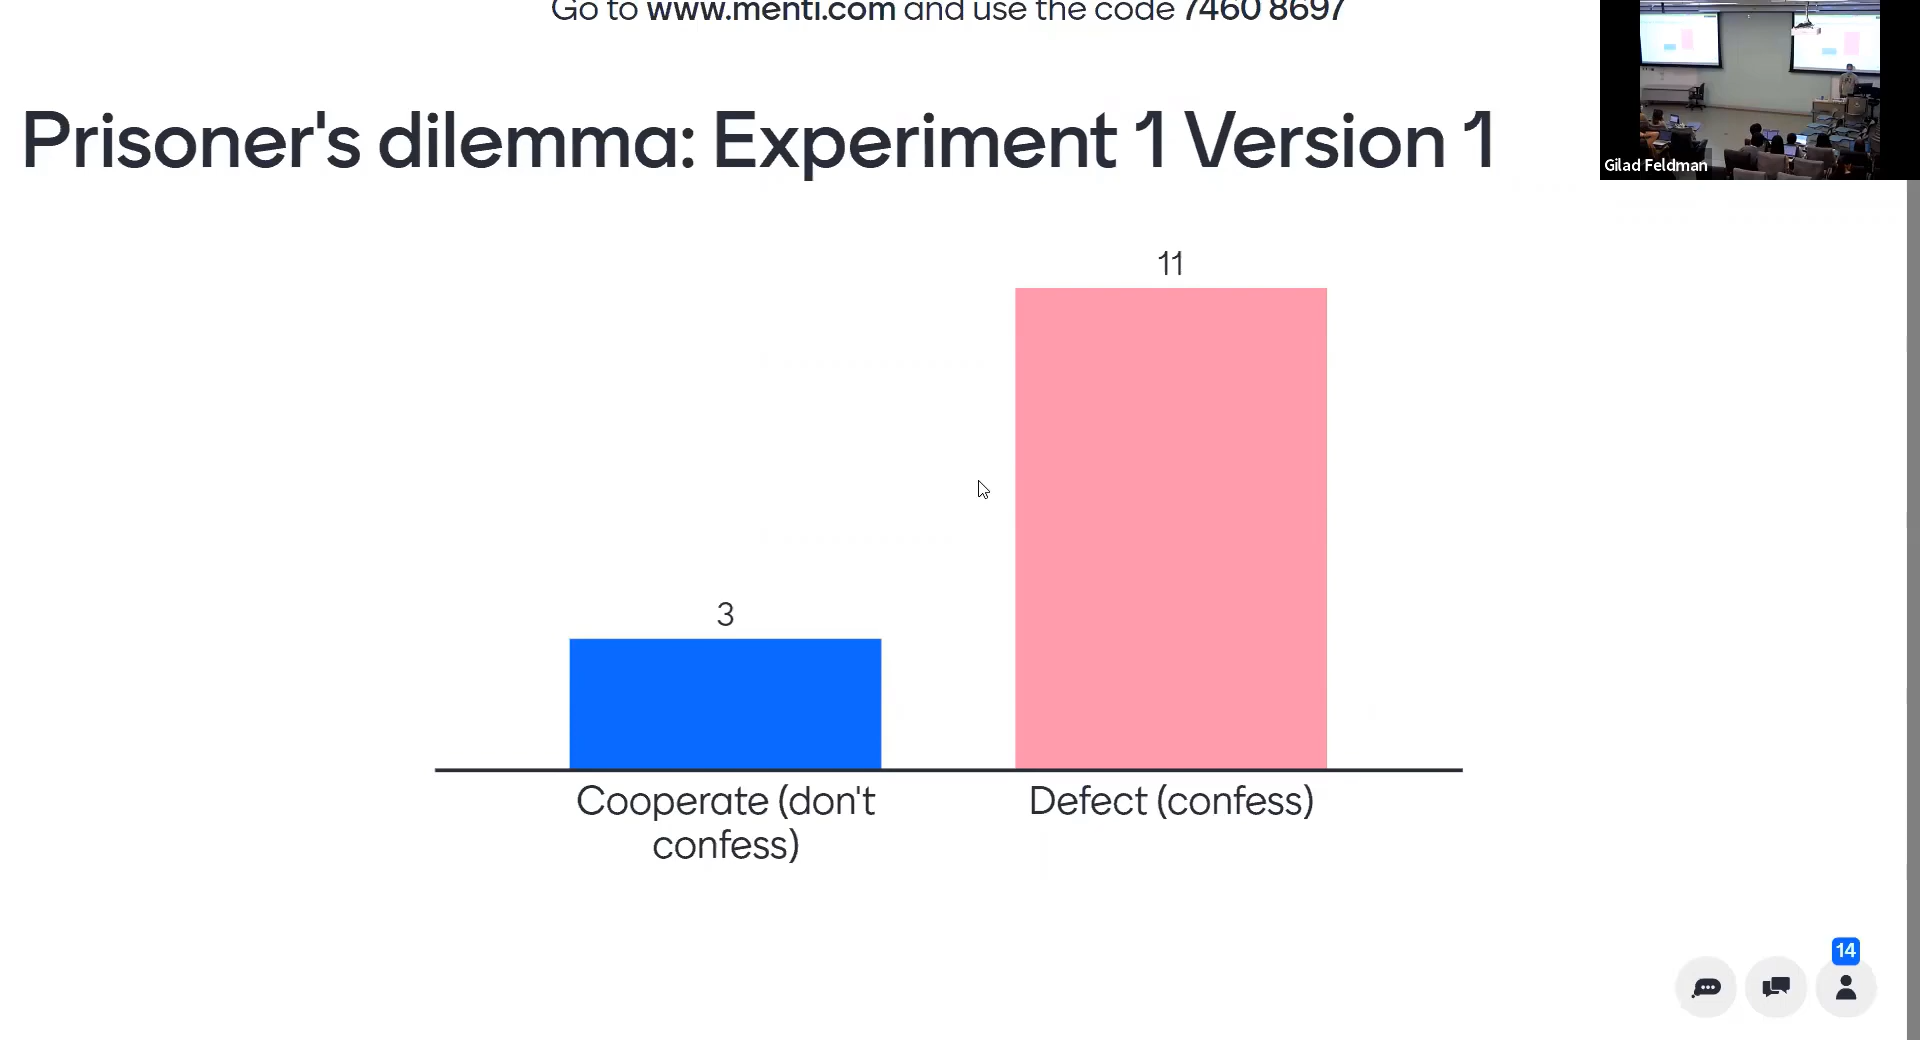 Go to www.menti.com and use the code 7460 8697
Prisoner's dilemma: Experiment 1 Version 1
Gilad Feldman
11
3
Cooperate (don't
confess)
Defect (confess)
14